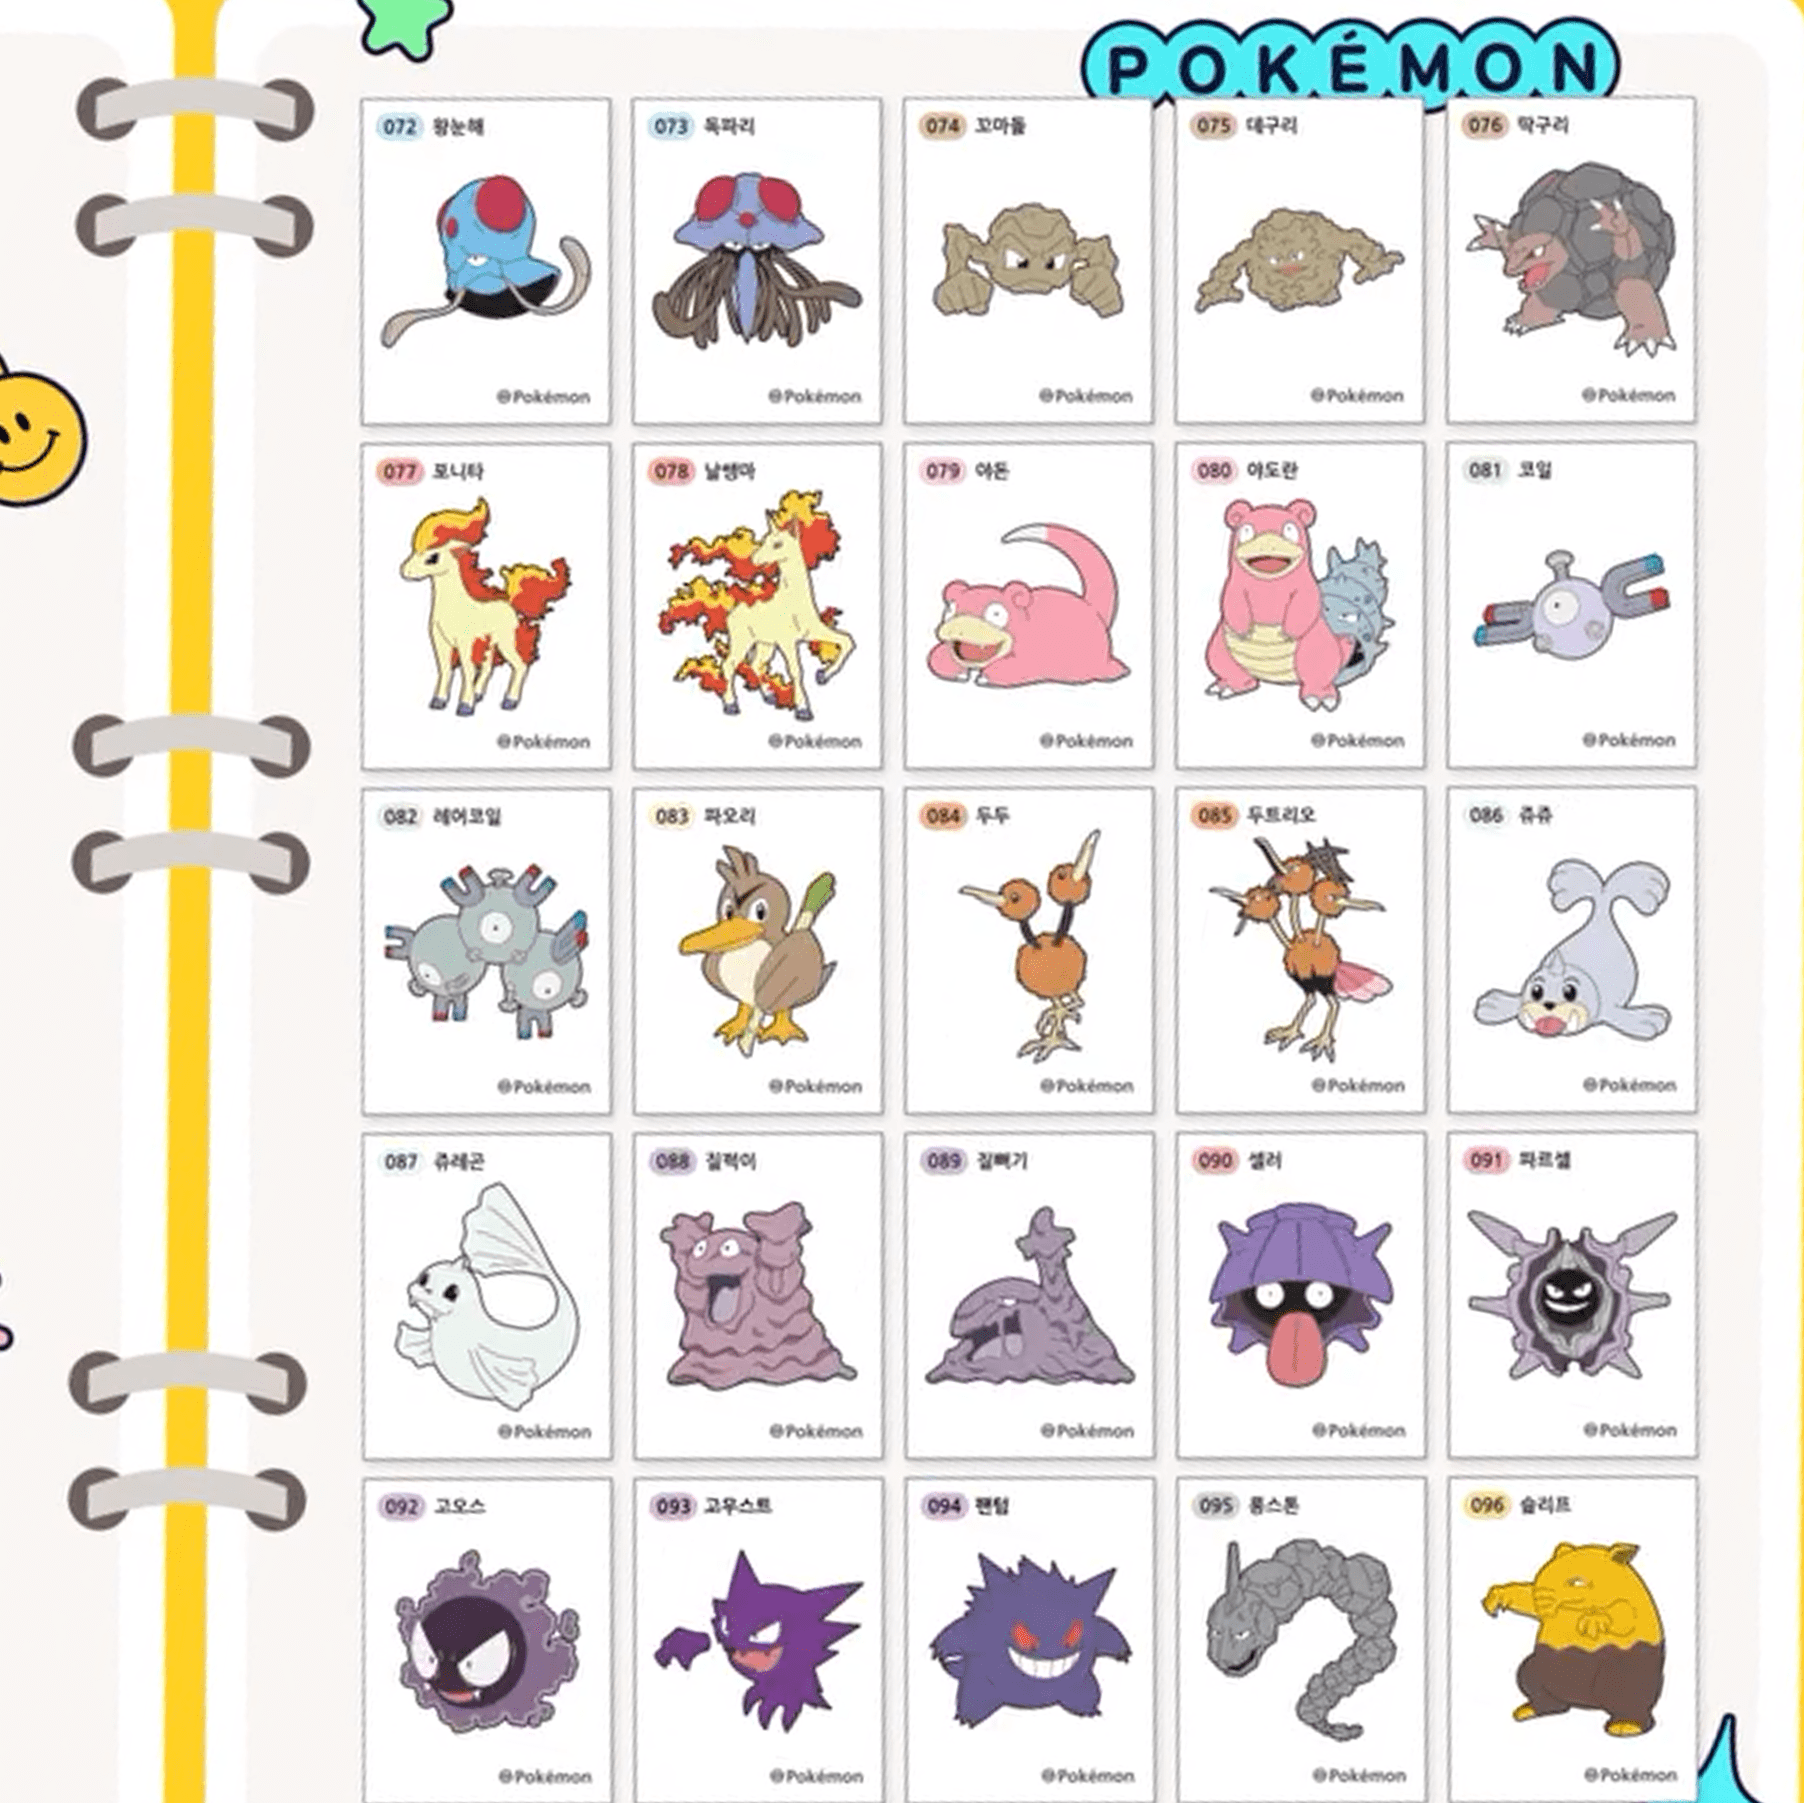 POKÉMON
072 왕눈해
073 독파리
074 꼬마돌
075 데구리
076 딱구리
©Pokémon
©Pokémon
©Pokémon
©Pokémon
©Pokémon
077 포니타
078 날쌩마
079 야돈
080 야도란
081 코일
©Pokémon
©Pokémon
©Pokémon
©Pokémon
©Pokémon
082 레어코일
083 파오리
084 두두
085 두트리오
086 쥬쥬
©Pokémon
©Pokémon
©Pokémon
©Pokémon
©Pokémon
087 쥬레곤
088 질퍽이
089 질뻐기
090 셀러
091 파르셀
©Pokémon
©Pokémon
©Pokémon
©Pokémon
©Pokémon
092 고오스
093 고우스트
094 팬텀
095 롱스톤
096 슬리프
©Pokémon
©Pokémon
©Pokémon
©Pokémon
©Pokémon